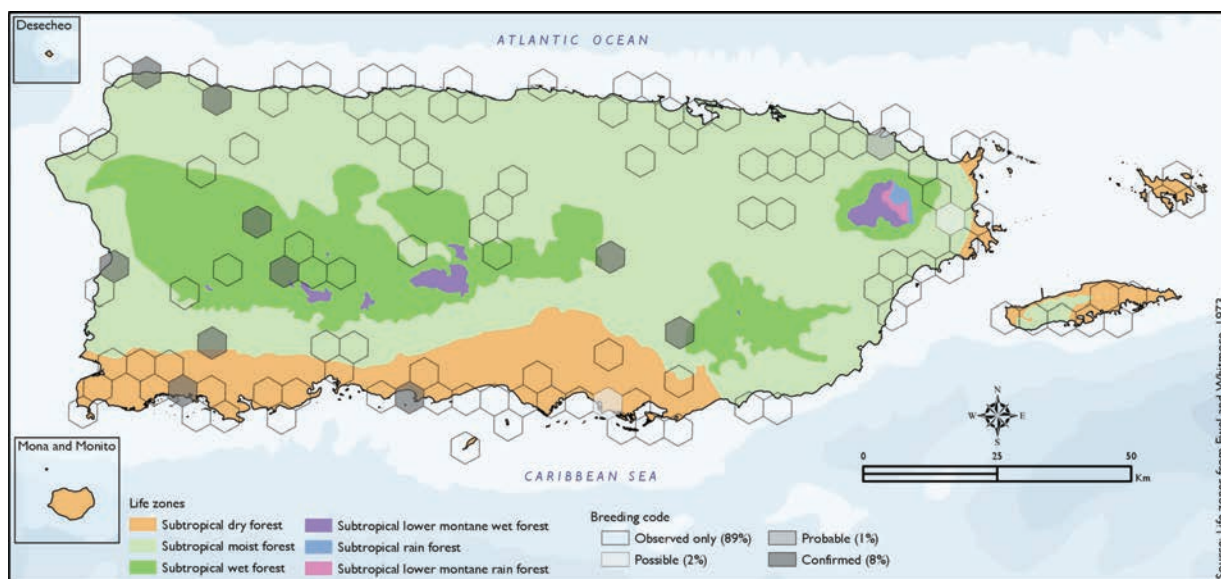 Desecheo
ATLANTIC OCEAN
N
W E
S
Mona and Monito
CARIBBEAN SEA
0 25 50
Km
Life zones
Subtropical dry forest
Subtropical moist forest
Subtropical wet forest
Subtropical lower montane wet forest
Subtropical rain forest
Subtropical lower montane rain forest
Breeding code
Observed only (89%)
Possible (2%)
Probable (1%)
Confirmed (8%)